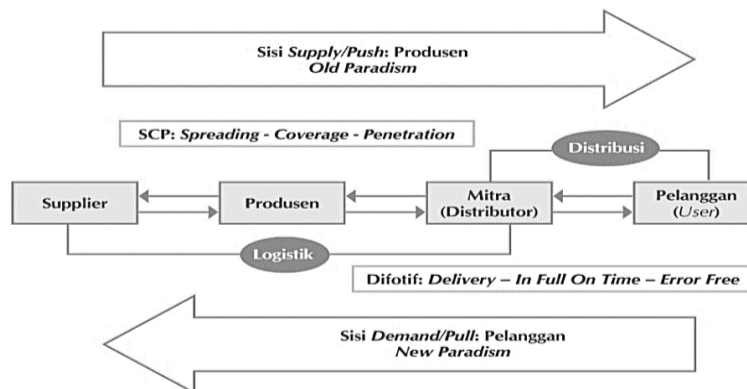 Sisi Supply/Push: Produsen
Old Paradism
SCP: Spreading - Coverage - Penetration
Distribusi
Supplier
Produsen
Mitra
(Distributor)
Pelanggan
(User)
Logistik
Difotif: Delivery – In Full On Time – Error Free
Sisi Demand/Pull: Pelanggan
New Paradism